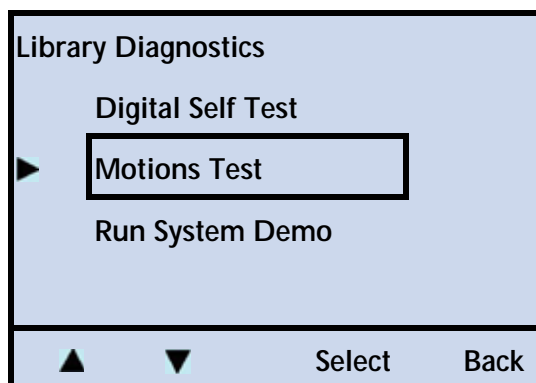 Library Diagnostics
Digital Self Test
Motions Test
Run System Demo
Select Back